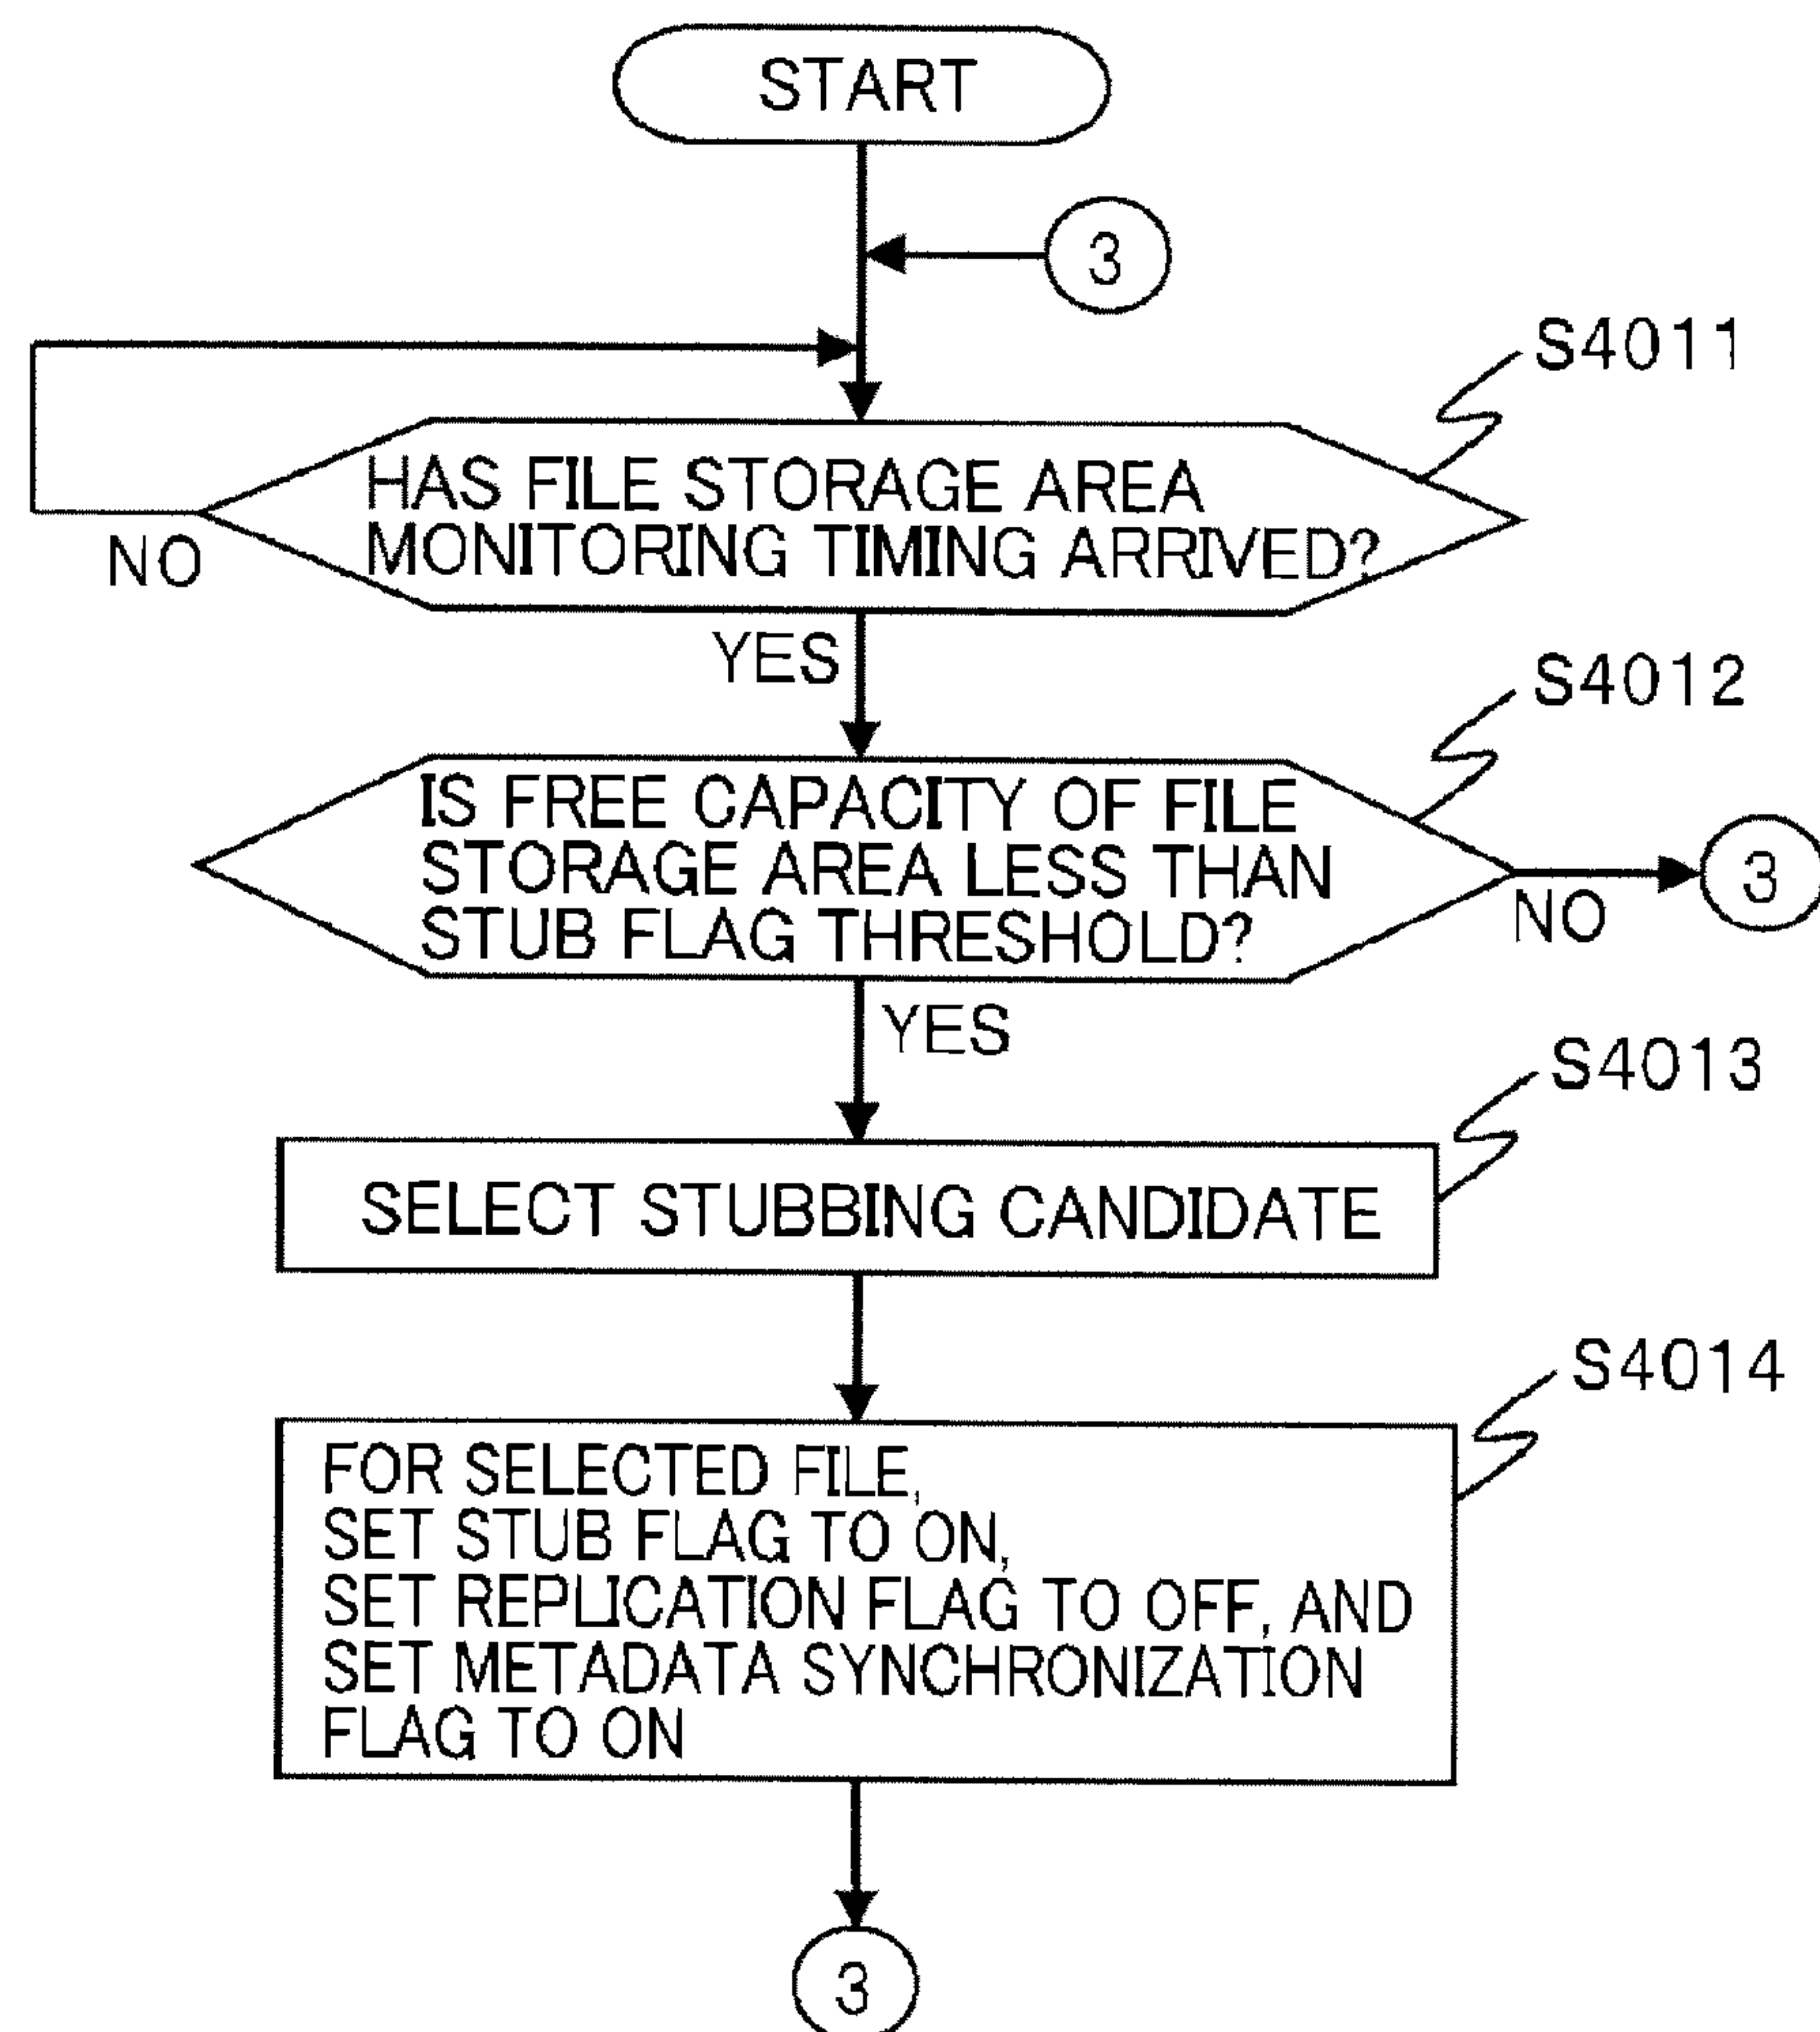 START
3
S4011
HAS FILE STORAGE AREA
MONITORING TIMING ARRIVED?
NO
YES
S4012
IS FREE CAPACITY OF FILE
STORAGE AREA LESS THAN
STUB FLAG THRESHOLD?
3
NO
YES
S4013
SELECT STUBBING CANDIDATE
S4014
FOR SELECTED FILE,
SET STUB FLAG TO ON,
SET REPLICATION FLAG TO OFF, AND
SET METADATA SYNCHRONIZATION
FLAG TO ON
3